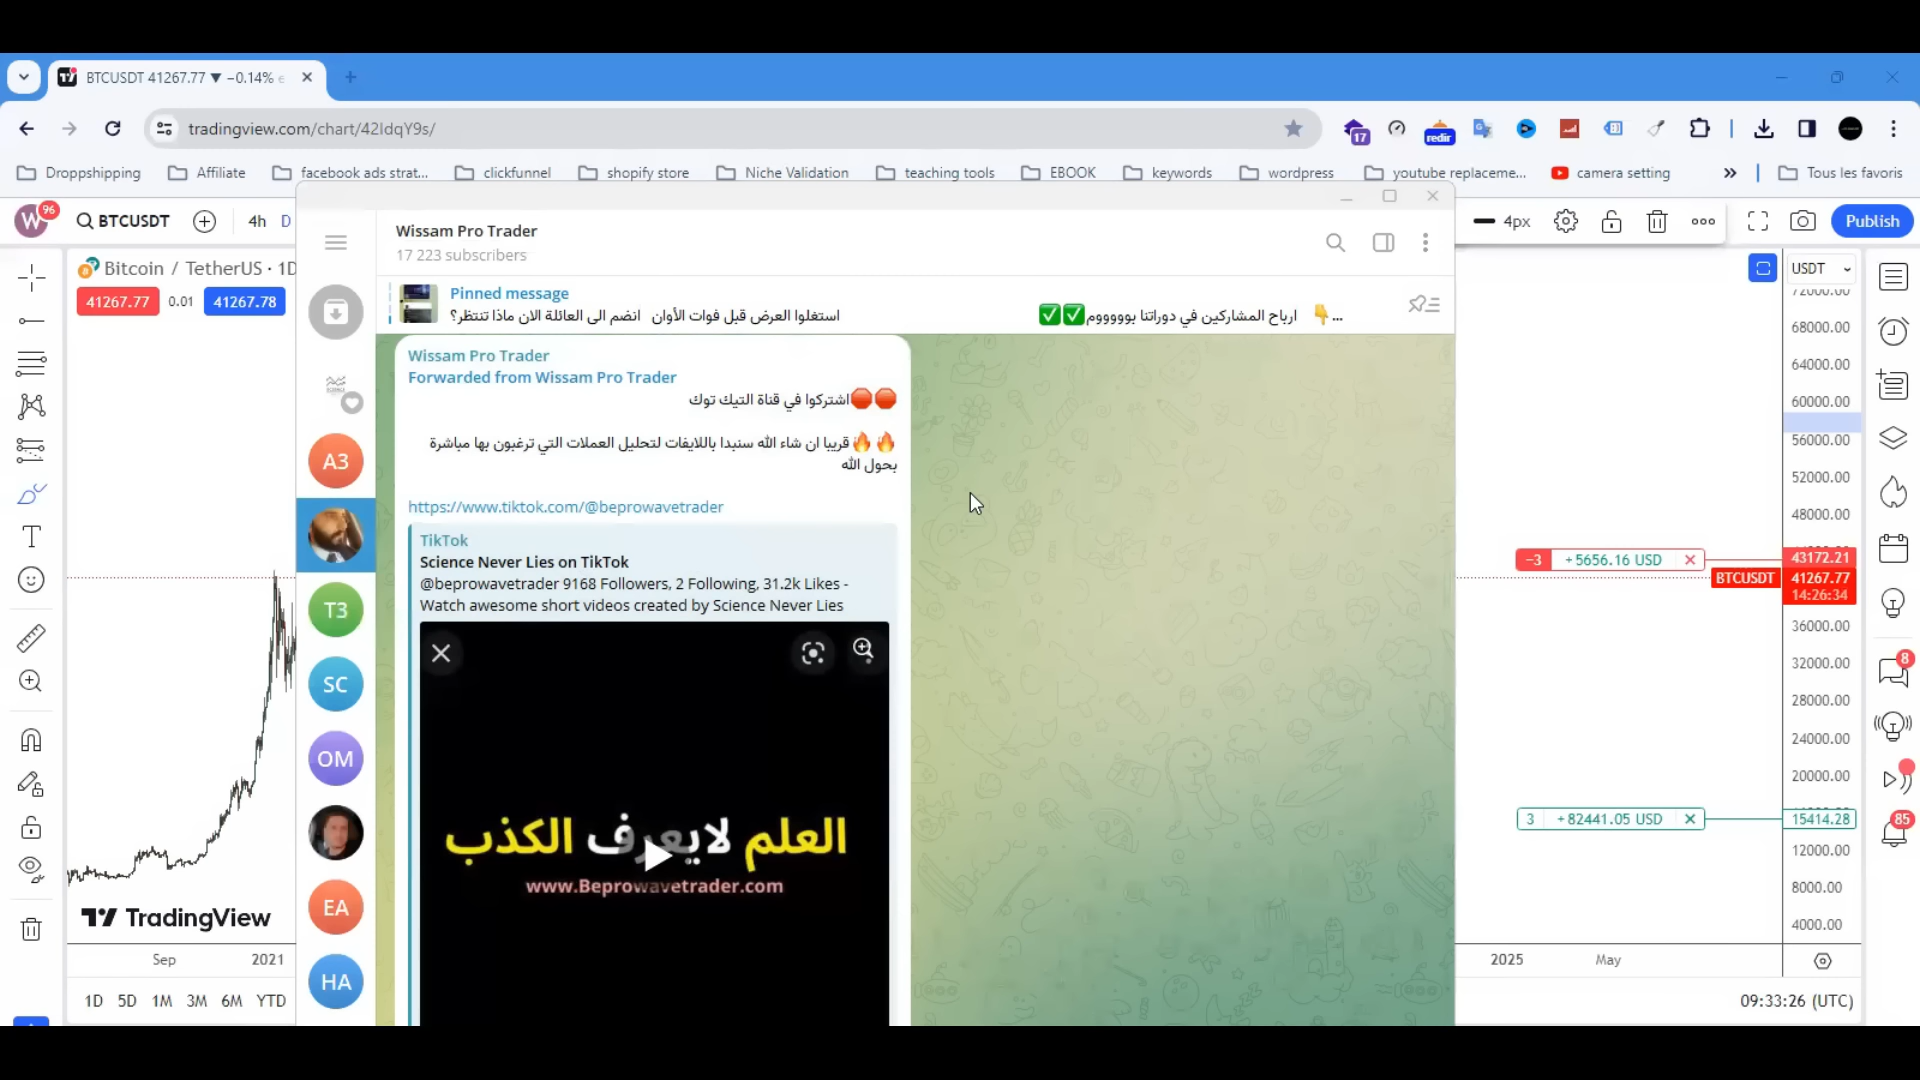 BTCUSDT 41267.77 ▼ −0.14%
tradingview.com/chart/42IdqY9s/
17
redir
Droppshipping
Affiliate
facebook ads strat...
clickfunnel
shopify store
Niche Validation
teaching tools
EBOOK
keywords
wordpress
youtube replaceme...
camera setting
Tous les favoris
W
96
BTCUSDT
4h
D
4px
Publish
Wissam Pro Trader
17 223 subscribers
Pinned message
استغلوا العرض قبل فوات الأوان انضم الى العائلة الان ماذا تنتظر؟ ✅✅ارباح المشاركين في دوراتنا بووووووم 👇 ...
Bitcoin / TetherUS · 1D
41267.77
0.01
41267.78
Wissam Pro Trader
Forwarded from Wissam Pro Trader
🛑🛑اشتركوا في قناة التيك توك
🔥🔥 قريبا ان شاء الله سنبدا باللايفات لتحليل العملات التي ترغبون بها مباشرة
بحول الله
https://www.tiktok.com/@beprowavetrader
TikTok
Science Never Lies on TikTok
@beprowavetrader 9168 Followers, 2 Following, 31.2k Likes -
Watch awesome short videos created by Science Never Lies
العلم لايعرف الكذب
www.Beprowavetrader.com
A3
T3
SC
OM
EA
HA
TradingView
Sep
2021
2025
May
1D
5D
1M
3M
6M
YTD
09:33:26 (UTC)
USDT
72000.00
68000.00
64000.00
60000.00
56000.00
52000.00
48000.00
−3
+5656.16 USD
43172.21
BTCUSDT
41267.77
14:26:34
36000.00
32000.00
28000.00
24000.00
20000.00
3
+82441.05 USD
15414.28
12000.00
8000.00
4000.00
8
85